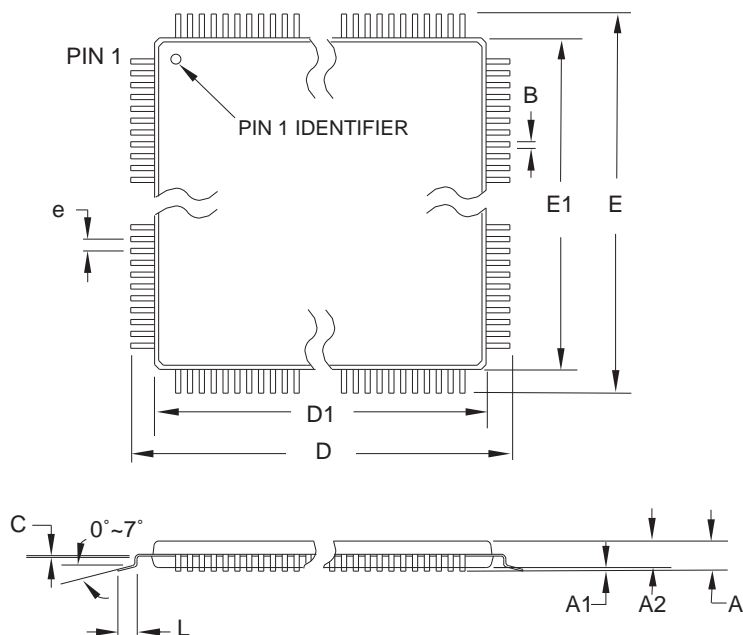 PIN 1
PIN 1 IDENTIFIER
B
e
E1
E
D1
D
C
0°~7°
L
A1
A2
A